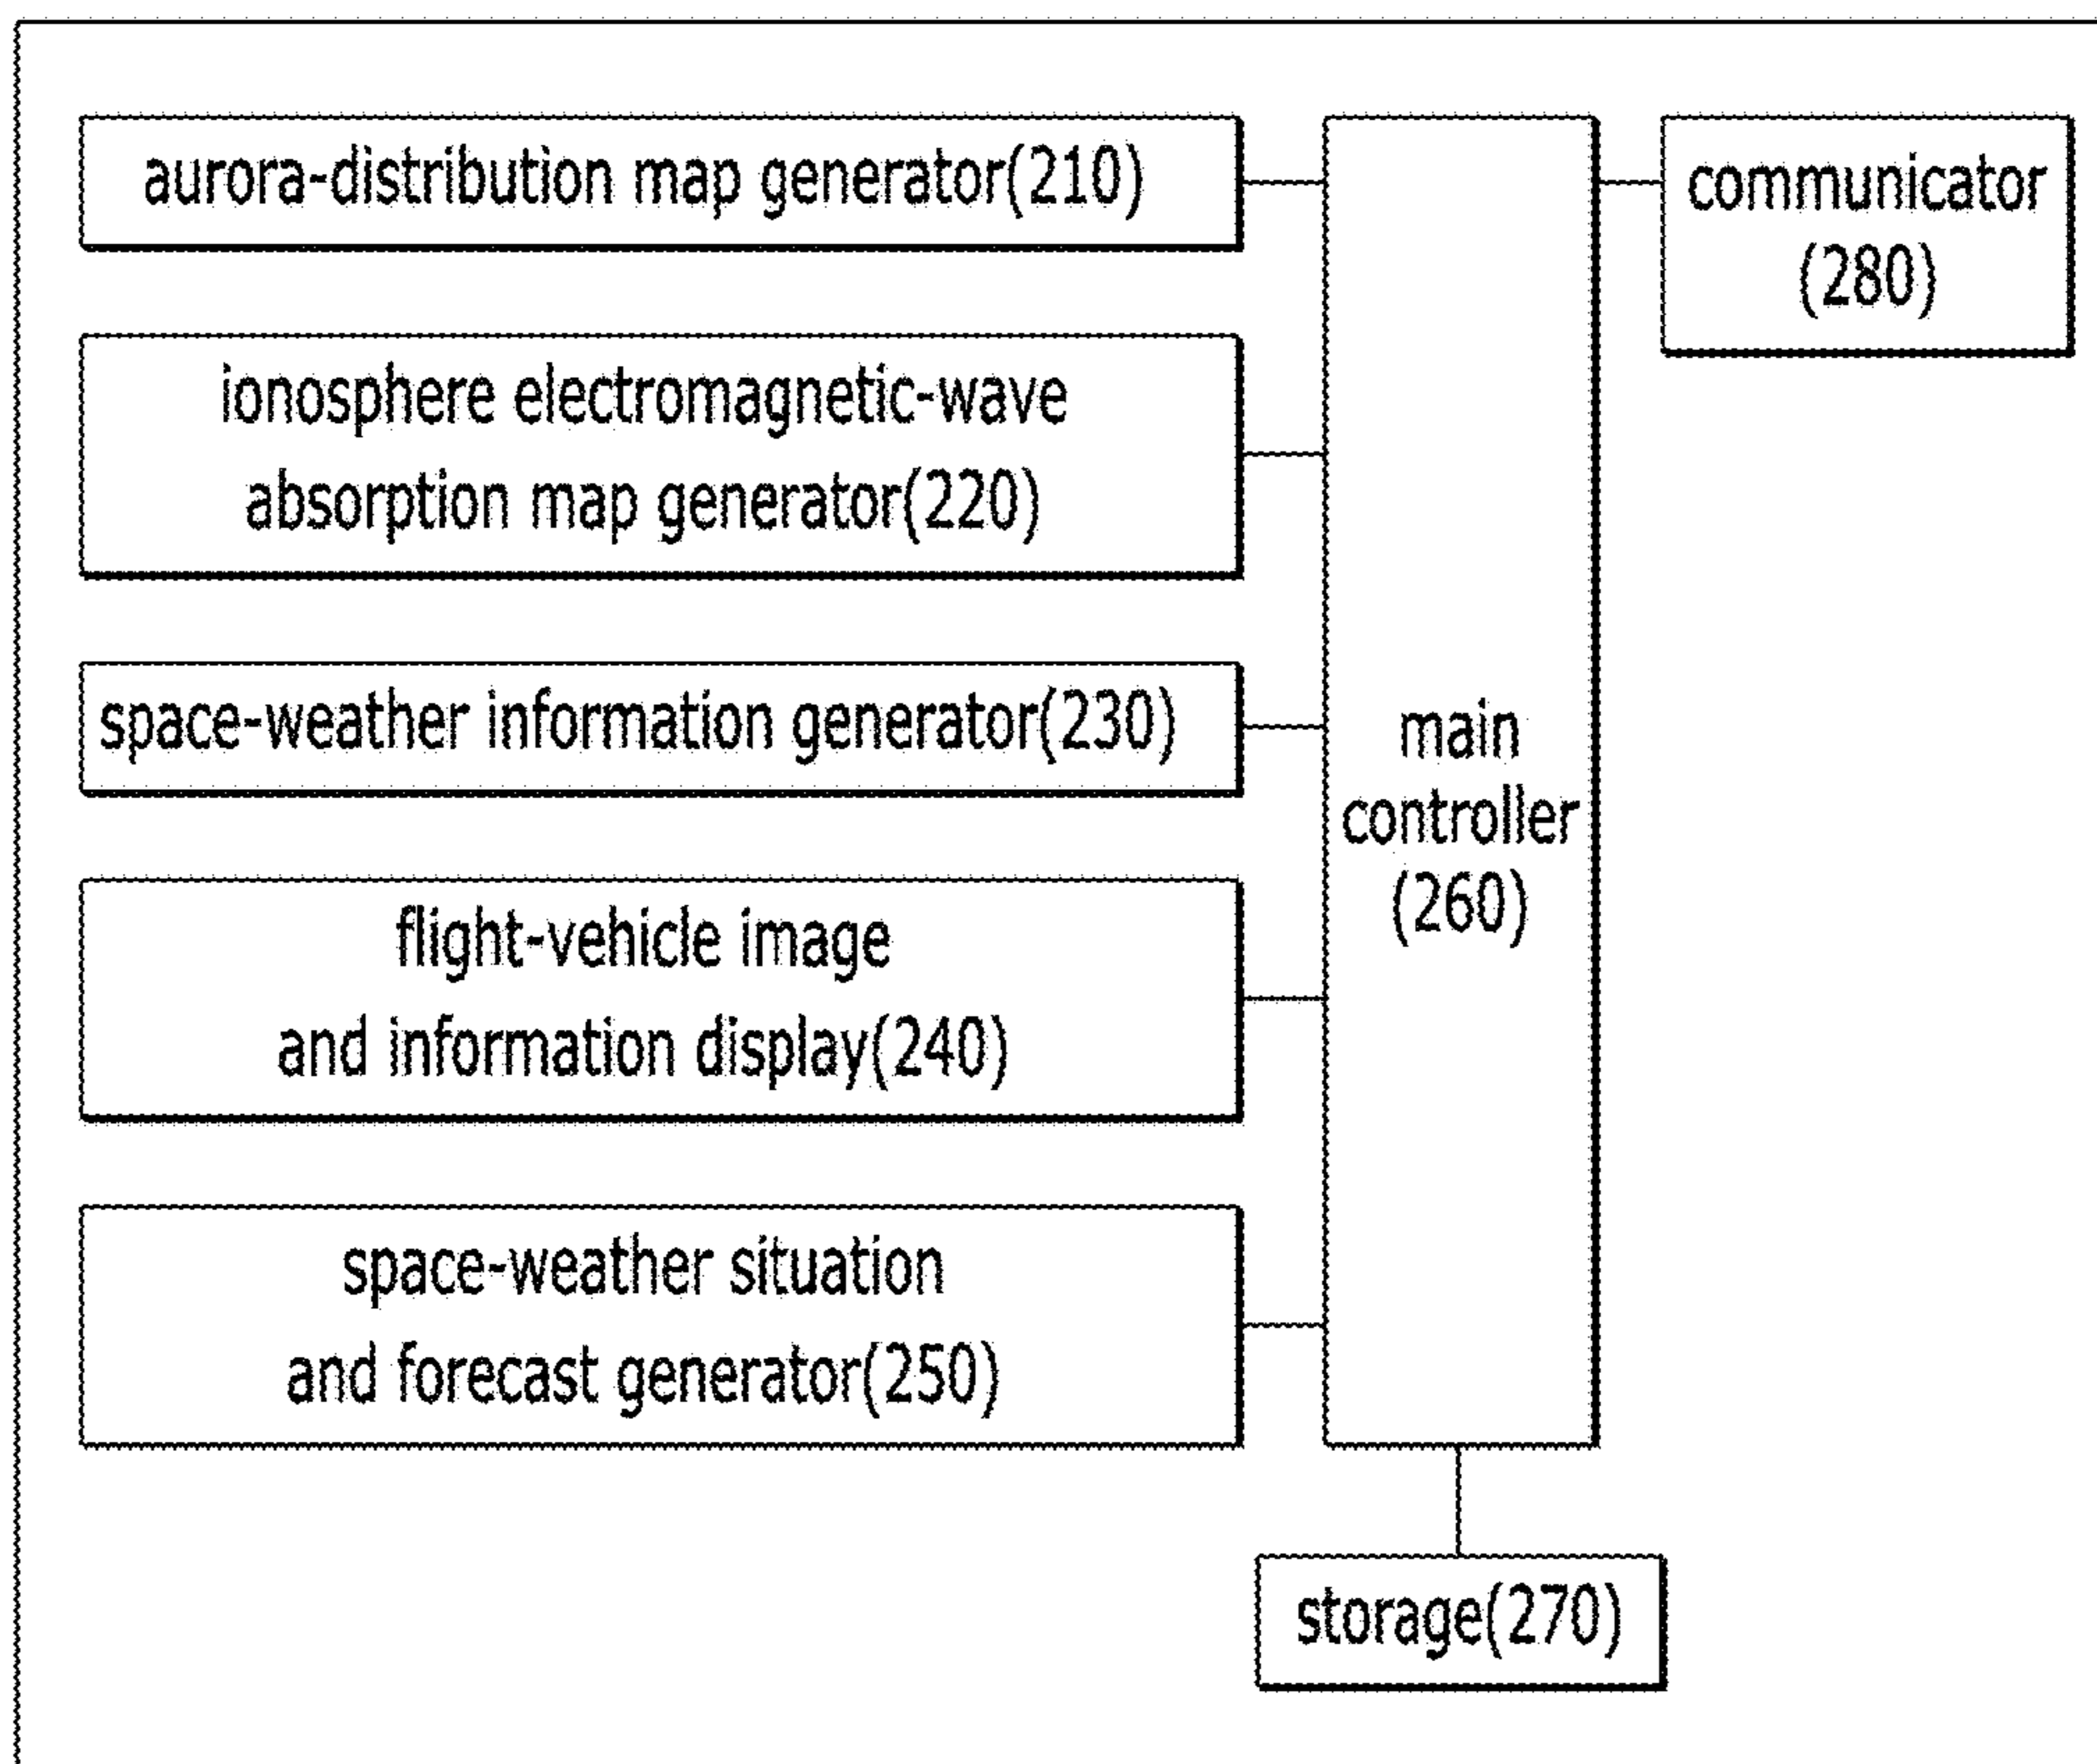 aurora-distribution map generator(210)
communicator
(280)
ionosphere electromagnetic-wave
absorption map generator(220)
space-weather information generator(230)
main
controller
(260)
flight-vehicle image
and information display(240)
space-weather situation
and forecast generator(250)
storage(270)